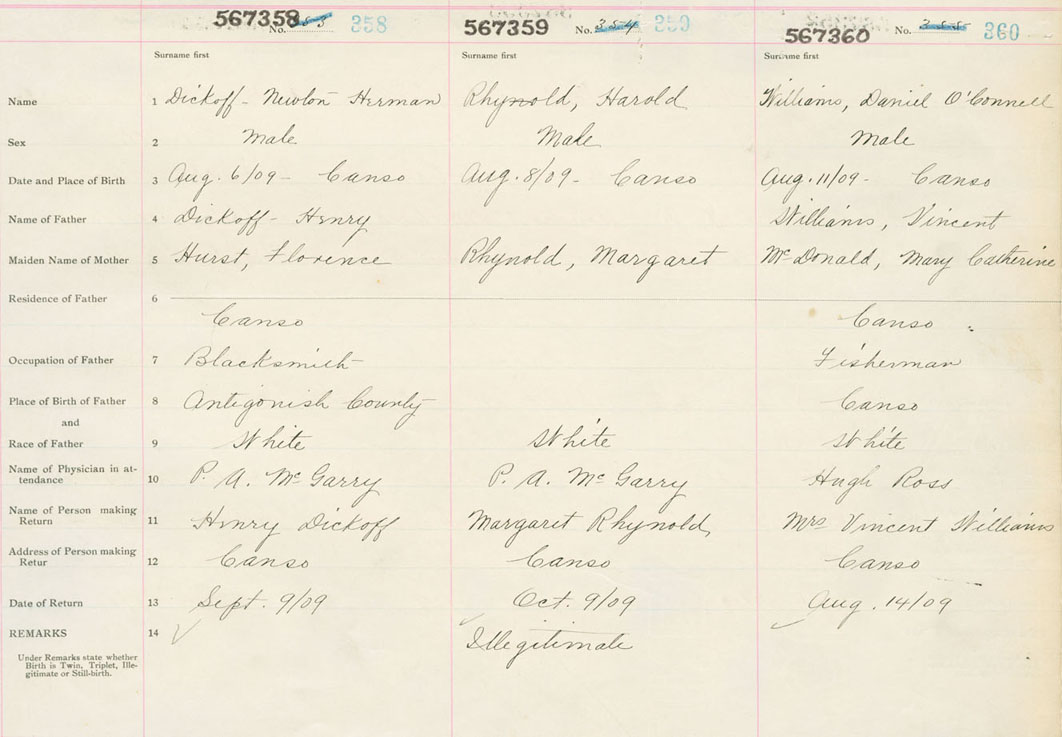 567358 No. 353 358 567359 No. 354 359 567360 No. 355 360
Surname first Surname first Surname first
Name 1 Dickoff - Newton Herman Rhynold, Harold Williams, Daniel O'Connell
Sex 2 Male Male Male
Date and Place of Birth 3 Aug. 6/09 - Canso Aug. 8/09 - Canso Aug. 11/09 - Canso
Name of Father 4 Dickoff - Henry Williams, Vincent
Maiden Name of Mother 5 Hurst, Florence Rhynold, Margaret McDonald, Mary Catherine
Residence of Father 6
Canso Canso
Occupation of Father 7 Blacksmith Fisherman
Place of Birth of Father 8 Antigonish County Canso
and
Race of Father 9 White White White
Name of Physician in at-
tendance 10 P. A. McGarry P. A. McGarry Hugh Ross
Name of Person making
Return 11 Henry Dickoff Margaret Rhynold Mrs Vincent Williams
Address of Person making
Retur 12 Canso Canso Canso
Date of Return 13 Sept. 9/09 Oct. 9/09 Aug. 14/09
REMARKS 14 Illegitimate
Under Remarks state whether
Birth is Twin, Triplet, Ille-
gitimate or Still-birth.